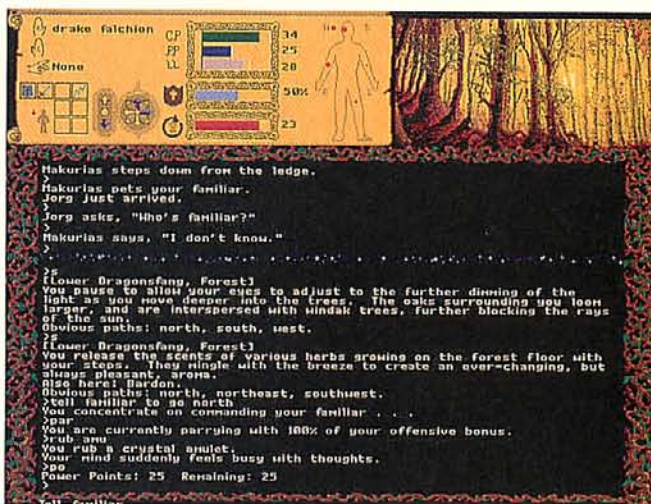 drake falchion
CP 34
PP 25
LL 28
None
50%
23
Makurias steps down from the ledge.
>
Makurias pets your familiar.
Jorg just arrived.
>
Jorg asks, "Who's familiar?"
>
Makurias says, "I don't know."
>
>s
[Lower Dragonsfang, Forest]
You pause to allow your eyes to adjust to the further dimming of the
light as you move deeper into the trees. The oaks surrounding you loom
larger, and are interspersed with windak trees, further blocking the rays
of the sun.
Obvious paths: north, south, west.
>s
[Lower Dragonsfang, Forest]
You release the scents of various herbs growing on the forest floor with
your steps. They mingle with the breeze to create an ever-changing, but
always pleasant, aroma.
Also here: Bardon.
Obvious paths: north, northeast, southwest.
>tell familiar to go north
You concentrate on commanding your familiar . . .
>par
You are currently parrying with 100% of your offensive bonus.
>rub amu
You rub a crystal amulet.
Your mind suddenly feels busy with thoughts.
>po
Power Points: 25 Remaining: 25
>
Tell familiar